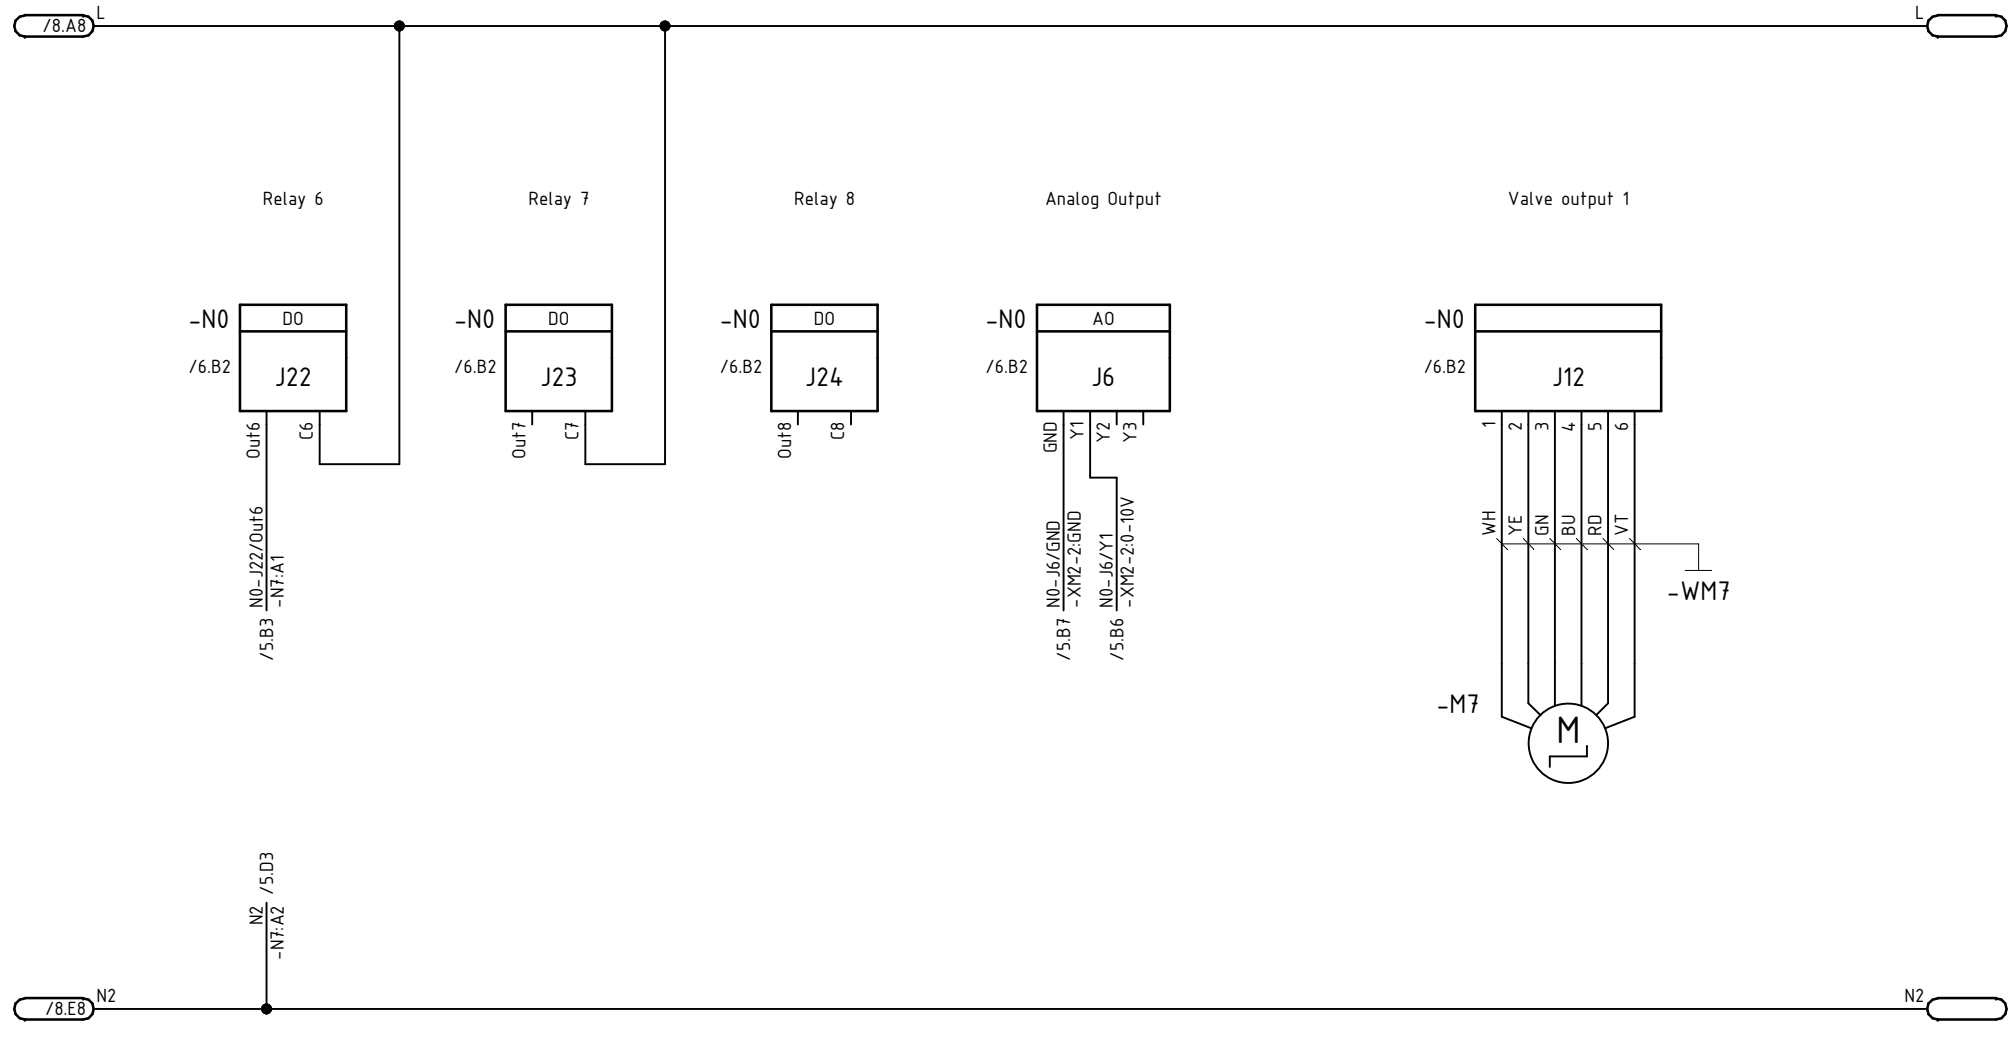 /8.A8 L L
Relay 6 Relay 7 Relay 8 Analog Output Valve output 1
-N0 DO -N0 DO -N0 DO -N0 AO -N0
/6.B2 J22 /6.B2 J23 /6.B2 J24 /6.B2 J6 /6.B2 J12
Out6 C6 Out7 C7 Out8 C8 GND Y1 Y2 Y3 1 2 3 4 5 6
WH YE GN BU RD VT
N0-J22/Out6
-N7:A1
/5.B3
N0-J6/GND
-XM2-2:GND
/5.B7
N0-J6/Y1
-XM2-2:0-10V
/5.B6
-WM7
-M7
M
/5.D3
N2
-N7:A2
/8.E8 N2 N2